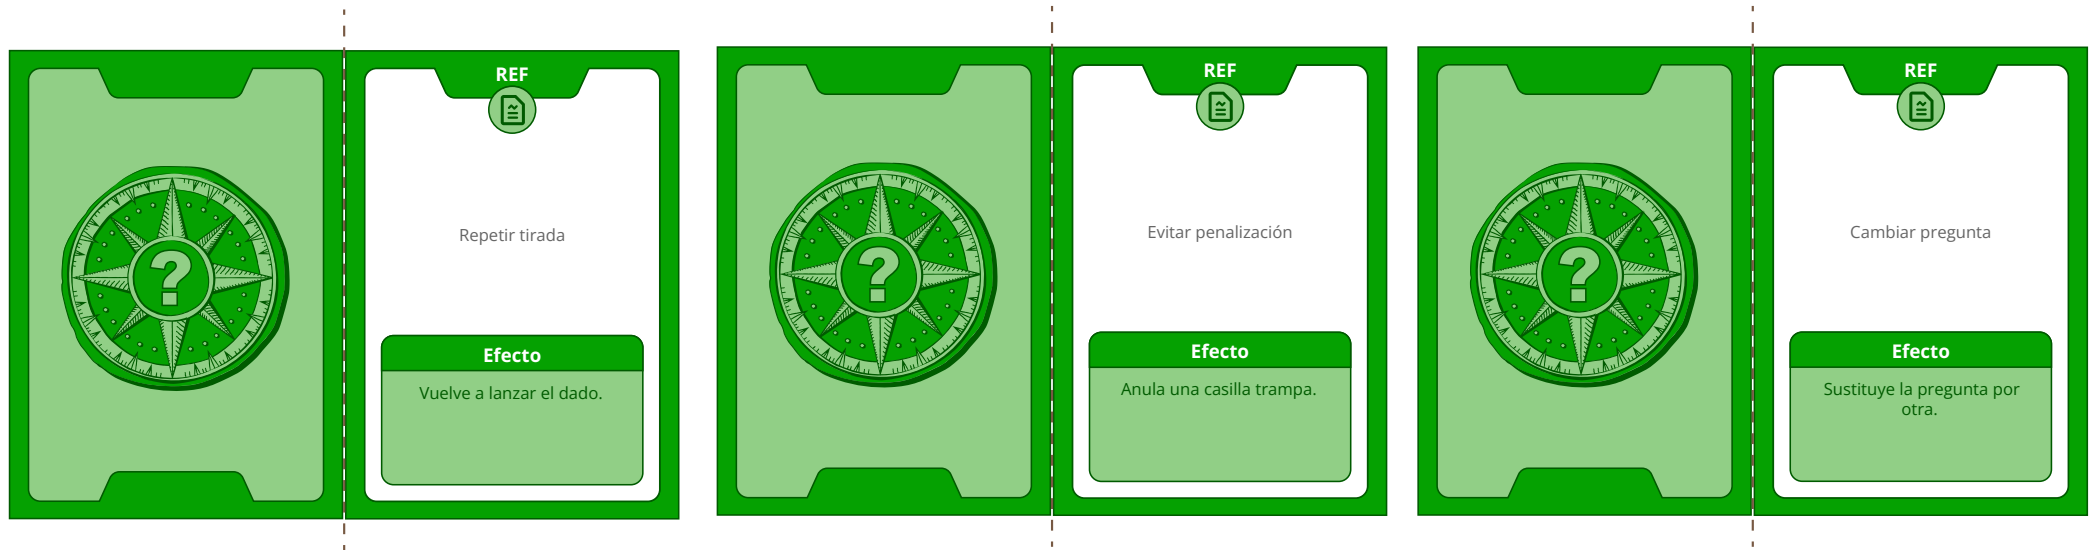 ?
REF
Repetir tirada
Efecto
Vuelve a lanzar el dado.
?
REF
Evitar penalización
Efecto
Anula una casilla trampa.
?
REF
Cambiar pregunta
Efecto
Sustituye la pregunta por
otra.